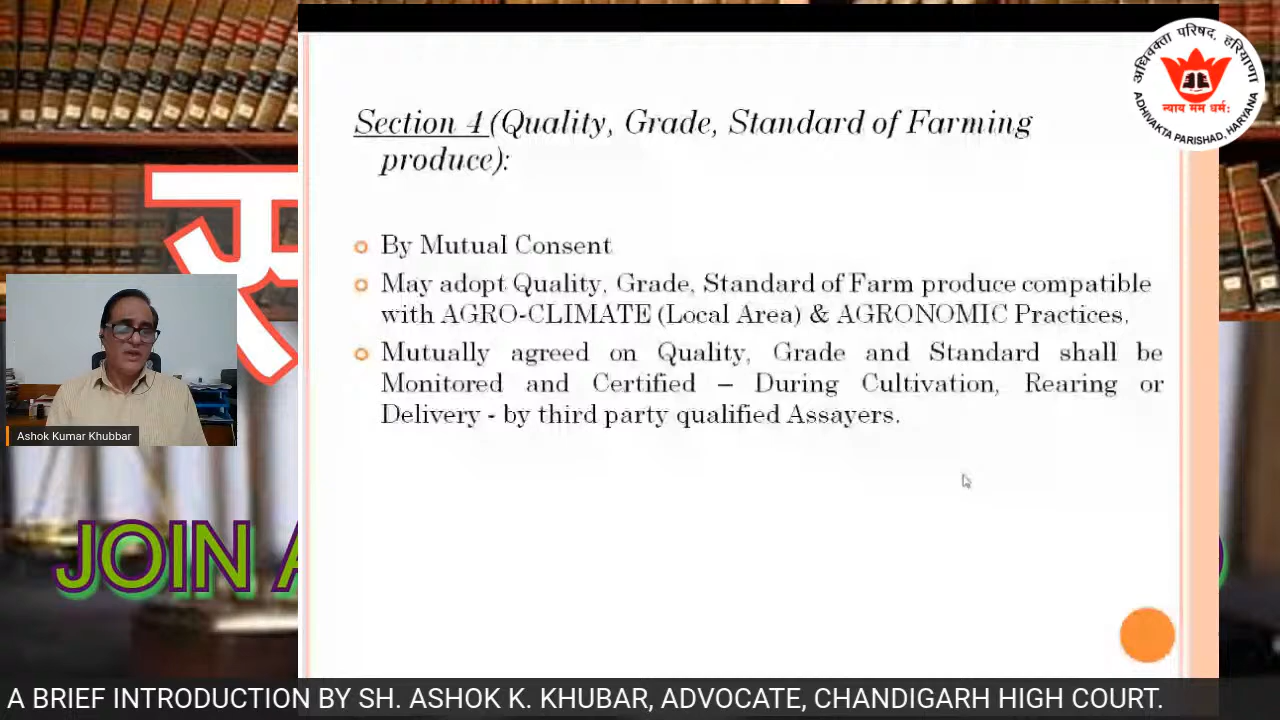 Section 4 (Quality, Grade, Standard of Farming
produce):
By Mutual Consent
May adopt Quality, Grade, Standard of Farm produce compatible
with AGRO-CLIMATE (Local Area) & AGRONOMIC Practices.
Mutually agreed on Quality, Grade and Standard shall be
Monitored and Certified – During Cultivation, Rearing or
Delivery - by third party qualified Assayers.
अधिवक्ता परिषद, हरियाणा
न्याय मम धर्म:
ADHIVAKTA PARISHAD, HARYANA
Ashok Kumar Khubbar
JOIN
A BRIEF INTRODUCTION BY SH. ASHOK K. KHUBAR, ADVOCATE, CHANDIGARH HIGH COURT.